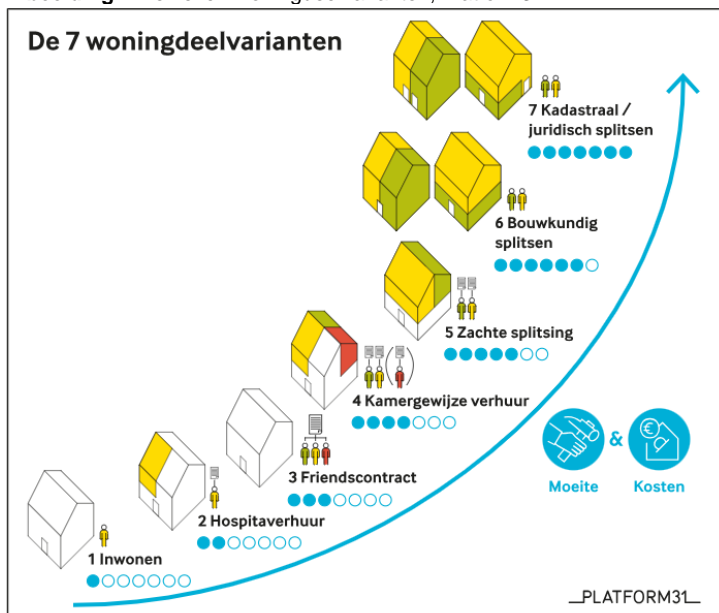 De 7 woningdeelvarianten
7 Kadastraal /
juridisch splitsen
6 Bouwkundig
splitsen
5 Zachte splitsing
4 Kamergewijze verhuur
3 Friendscontract
2 Hospitaverhuur
1 Inwonen
&
€
Moeite
Kosten
PLATFORM31